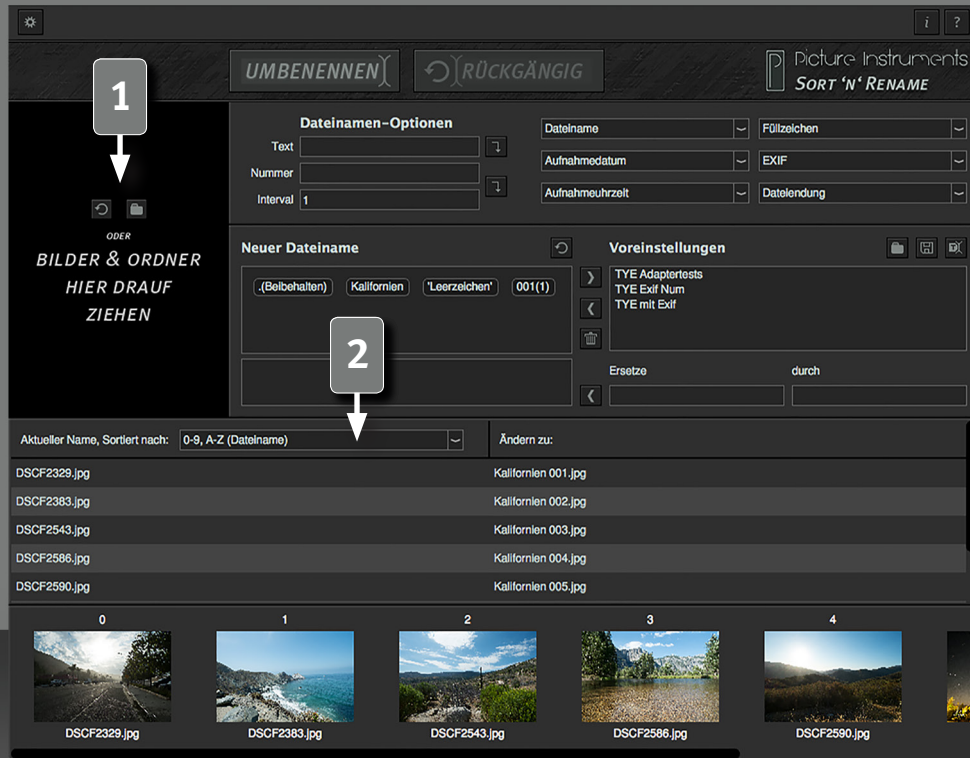 i
?
UMBENENNEN
RÜCKGÄNGIG
Picture Instruments
SORT 'N' RENAME
1
ODER
BILDER & ORDNER
HIER DRAUF
ZIEHEN
Dateinamen-Optionen
Text
Nummer
Interval 1
Dateiname
Füllzeichen
Aufnahmedatum
EXIF
Aufnahmeuhrzeit
Dateiendung
Neuer Dateiname
.(Beibehalten) Kalifornien 'Leerzeichen' 001(1)
Voreinstellungen
TYE Adaptertests
TYE Exif Num
TYE mit Exif
Ersetze
durch
2
Aktueller Name, Sortiert nach: 0-9, A-Z (Dateiname)
Ändern zu:
DSCF2329.jpg Kalifornien 001.jpg
DSCF2383.jpg Kalifornien 002.jpg
DSCF2543.jpg Kalifornien 003.jpg
DSCF2586.jpg Kalifornien 004.jpg
DSCF2590.jpg Kalifornien 005.jpg
0 1 2 3 4
DSCF2329.jpg DSCF2383.jpg DSCF2543.jpg DSCF2586.jpg DSCF2590.jpg